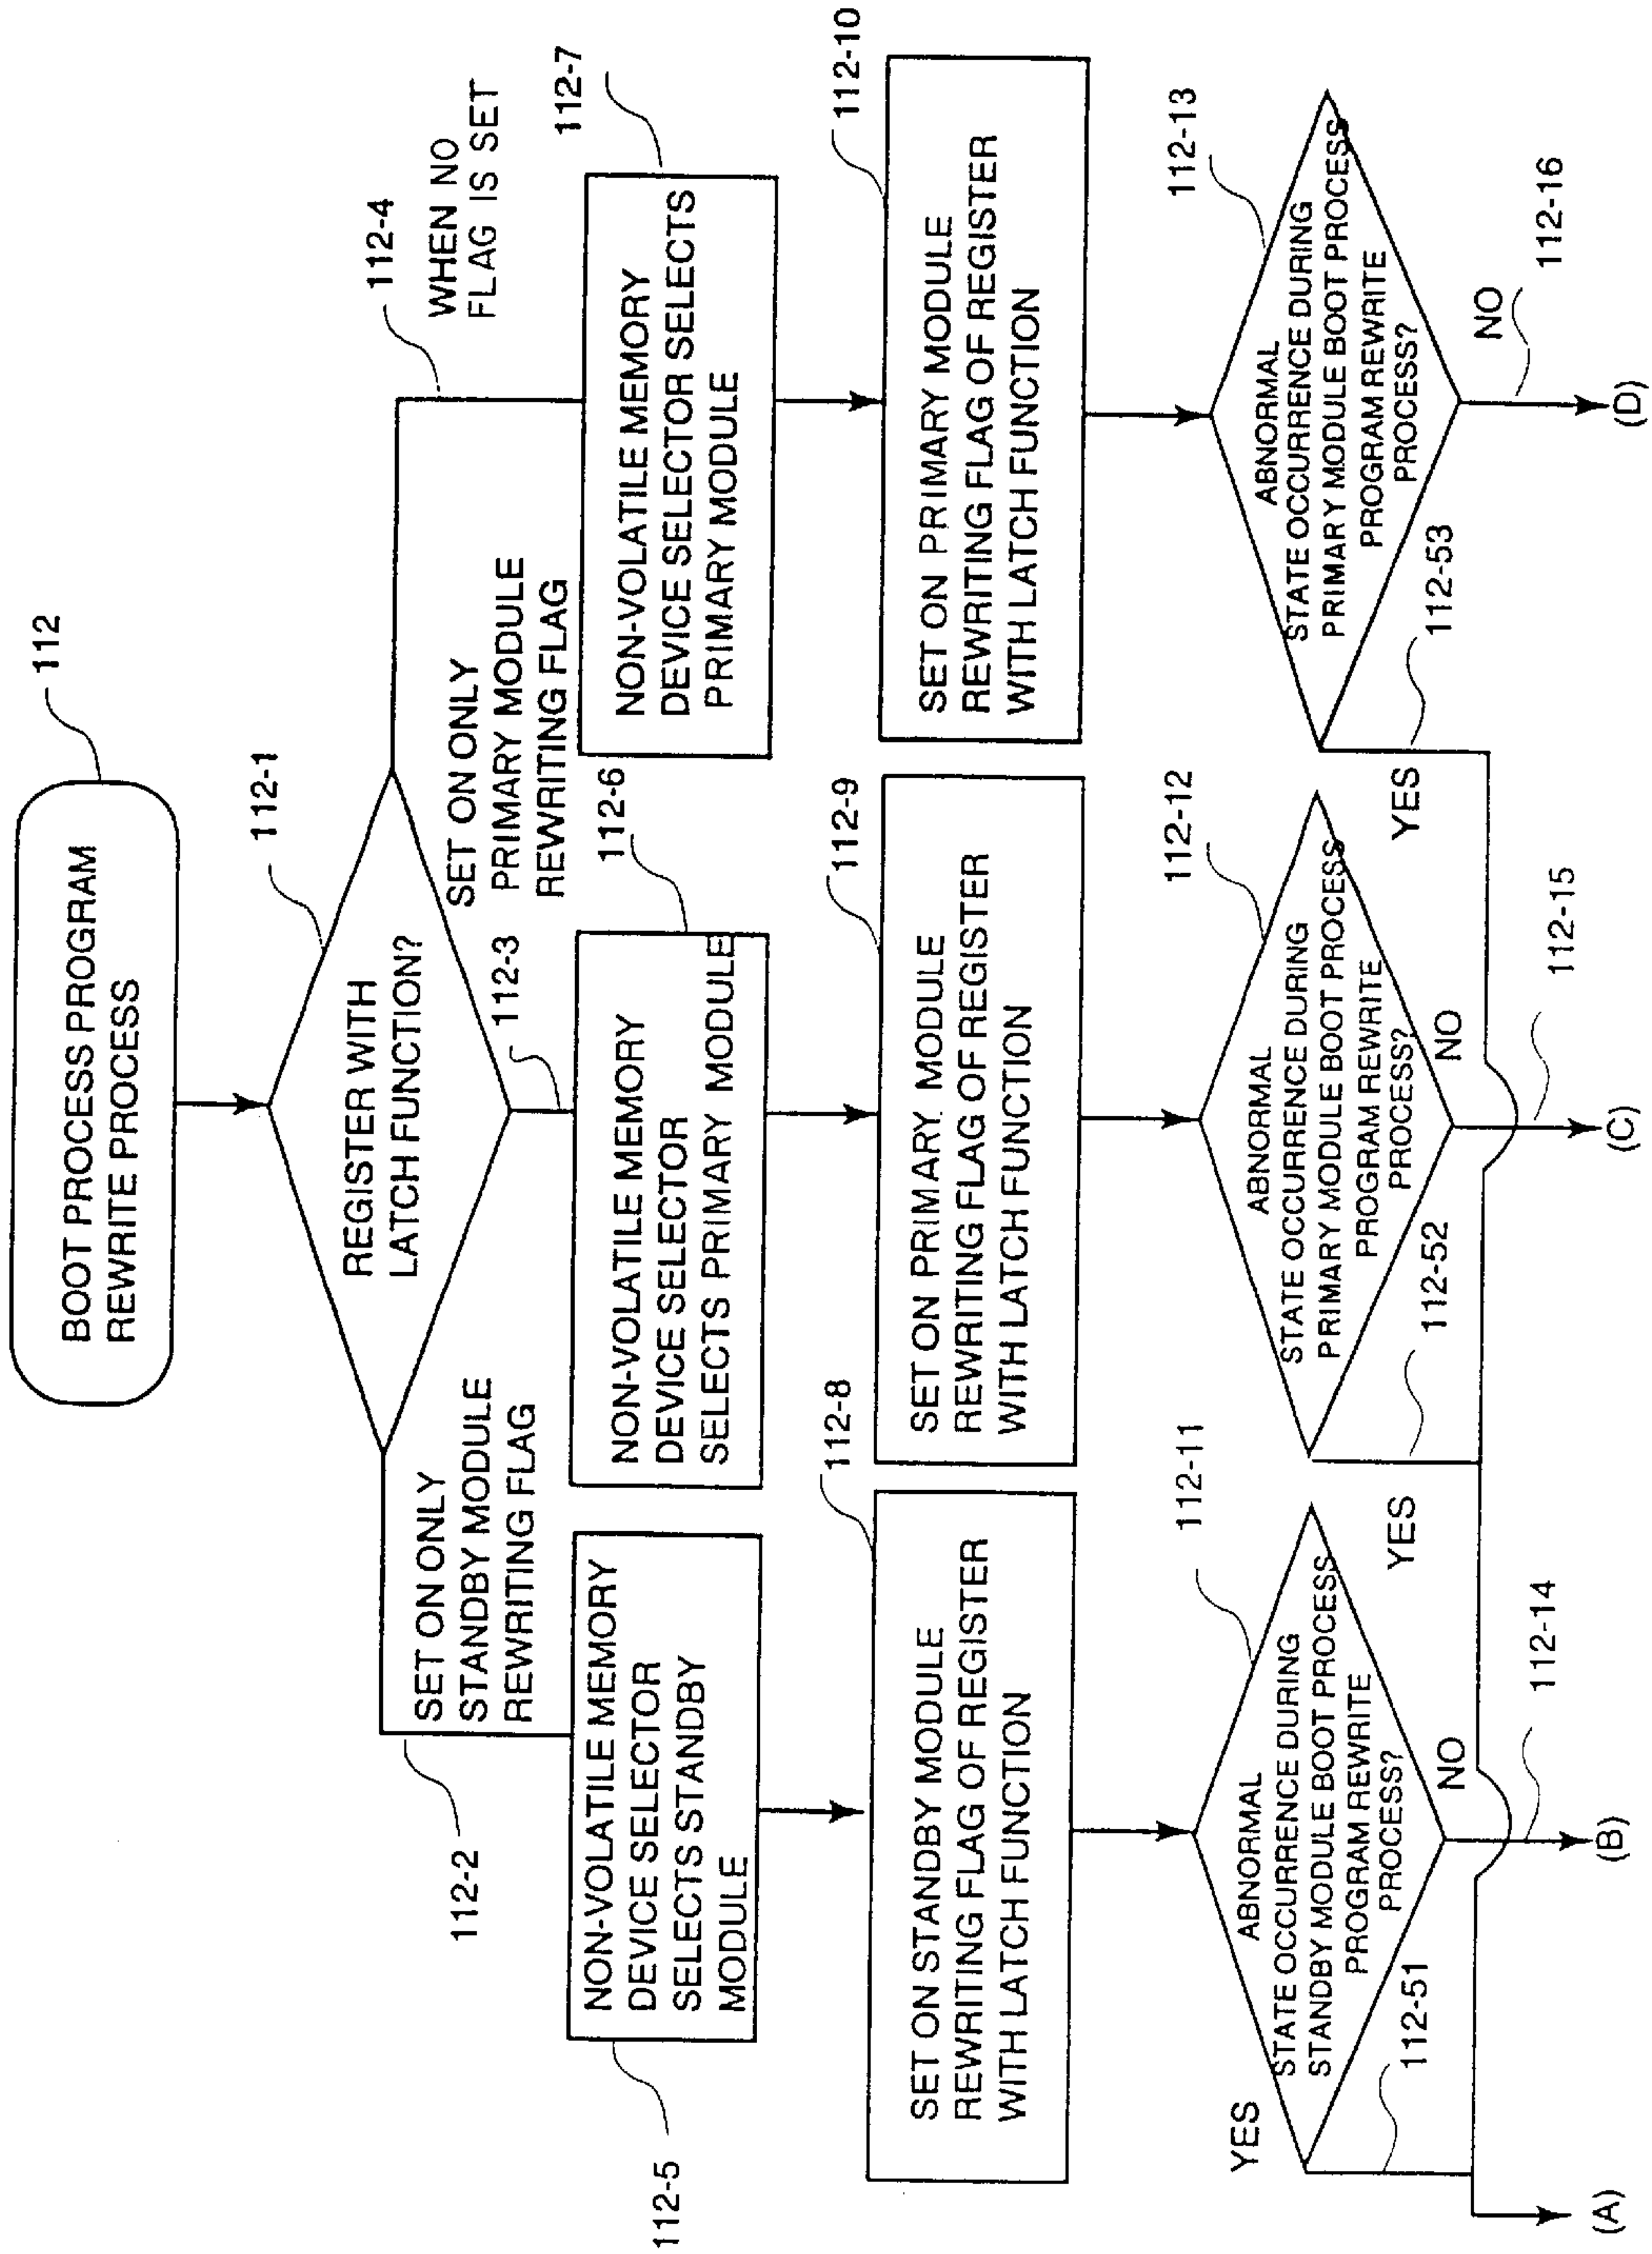 BOOT PROCESS PROGRAM
REWRITE PROCESS
112
REGISTER WITH
LATCH FUNCTION?
112-1
SET ON ONLY
STANDBY MODULE
REWRITING FLAG
112-2
112-3
SET ON ONLY
PRIMARY MODULE
REWRITING FLAG
112-4
WHEN NO
FLAG IS SET
NON-VOLATILE MEMORY
DEVICE SELECTOR
SELECTS STANDBY
MODULE
112-5
NON-VOLATILE MEMORY
DEVICE SELECTOR
SELECTS PRIMARY MODULE
112-6
NON-VOLATILE MEMORY
DEVICE SELECTOR SELECTS
PRIMARY MODULE
112-7
SET ON STANDBY MODULE
REWRITING FLAG OF REGISTER
WITH LATCH FUNCTION
112-8
SET ON PRIMARY. MODULE
REWRITING FLAG OF REGISTER
WITH LATCH FUNCTION
112-9
SET ON PRIMARY MODULE
REWRITING FLAG OF REGISTER
WITH LATCH FUNCTION
112-10
YES
ABNORMAL
STATE OCCURRENCE DURING
STANDBY MODULE BOOT PROCESS
PROGRAM REWRITE
PROCESS?
112-11
112-51
NO
112-14
ABNORMAL
STATE OCCURRENCE DURING
PRIMARY MODULE BOOT PROCESS
PROGRAM REWRITE
PROCESS?
112-12
YES
112-52
NO
112-15
ABNORMAL
STATE OCCURRENCE DURING
PRIMARY MODULE BOOT PROCESS
PROGRAM REWRITE
PROCESS?
112-13
YES
112-53
NO
112-16
(A)
(B)
(C)
(D)